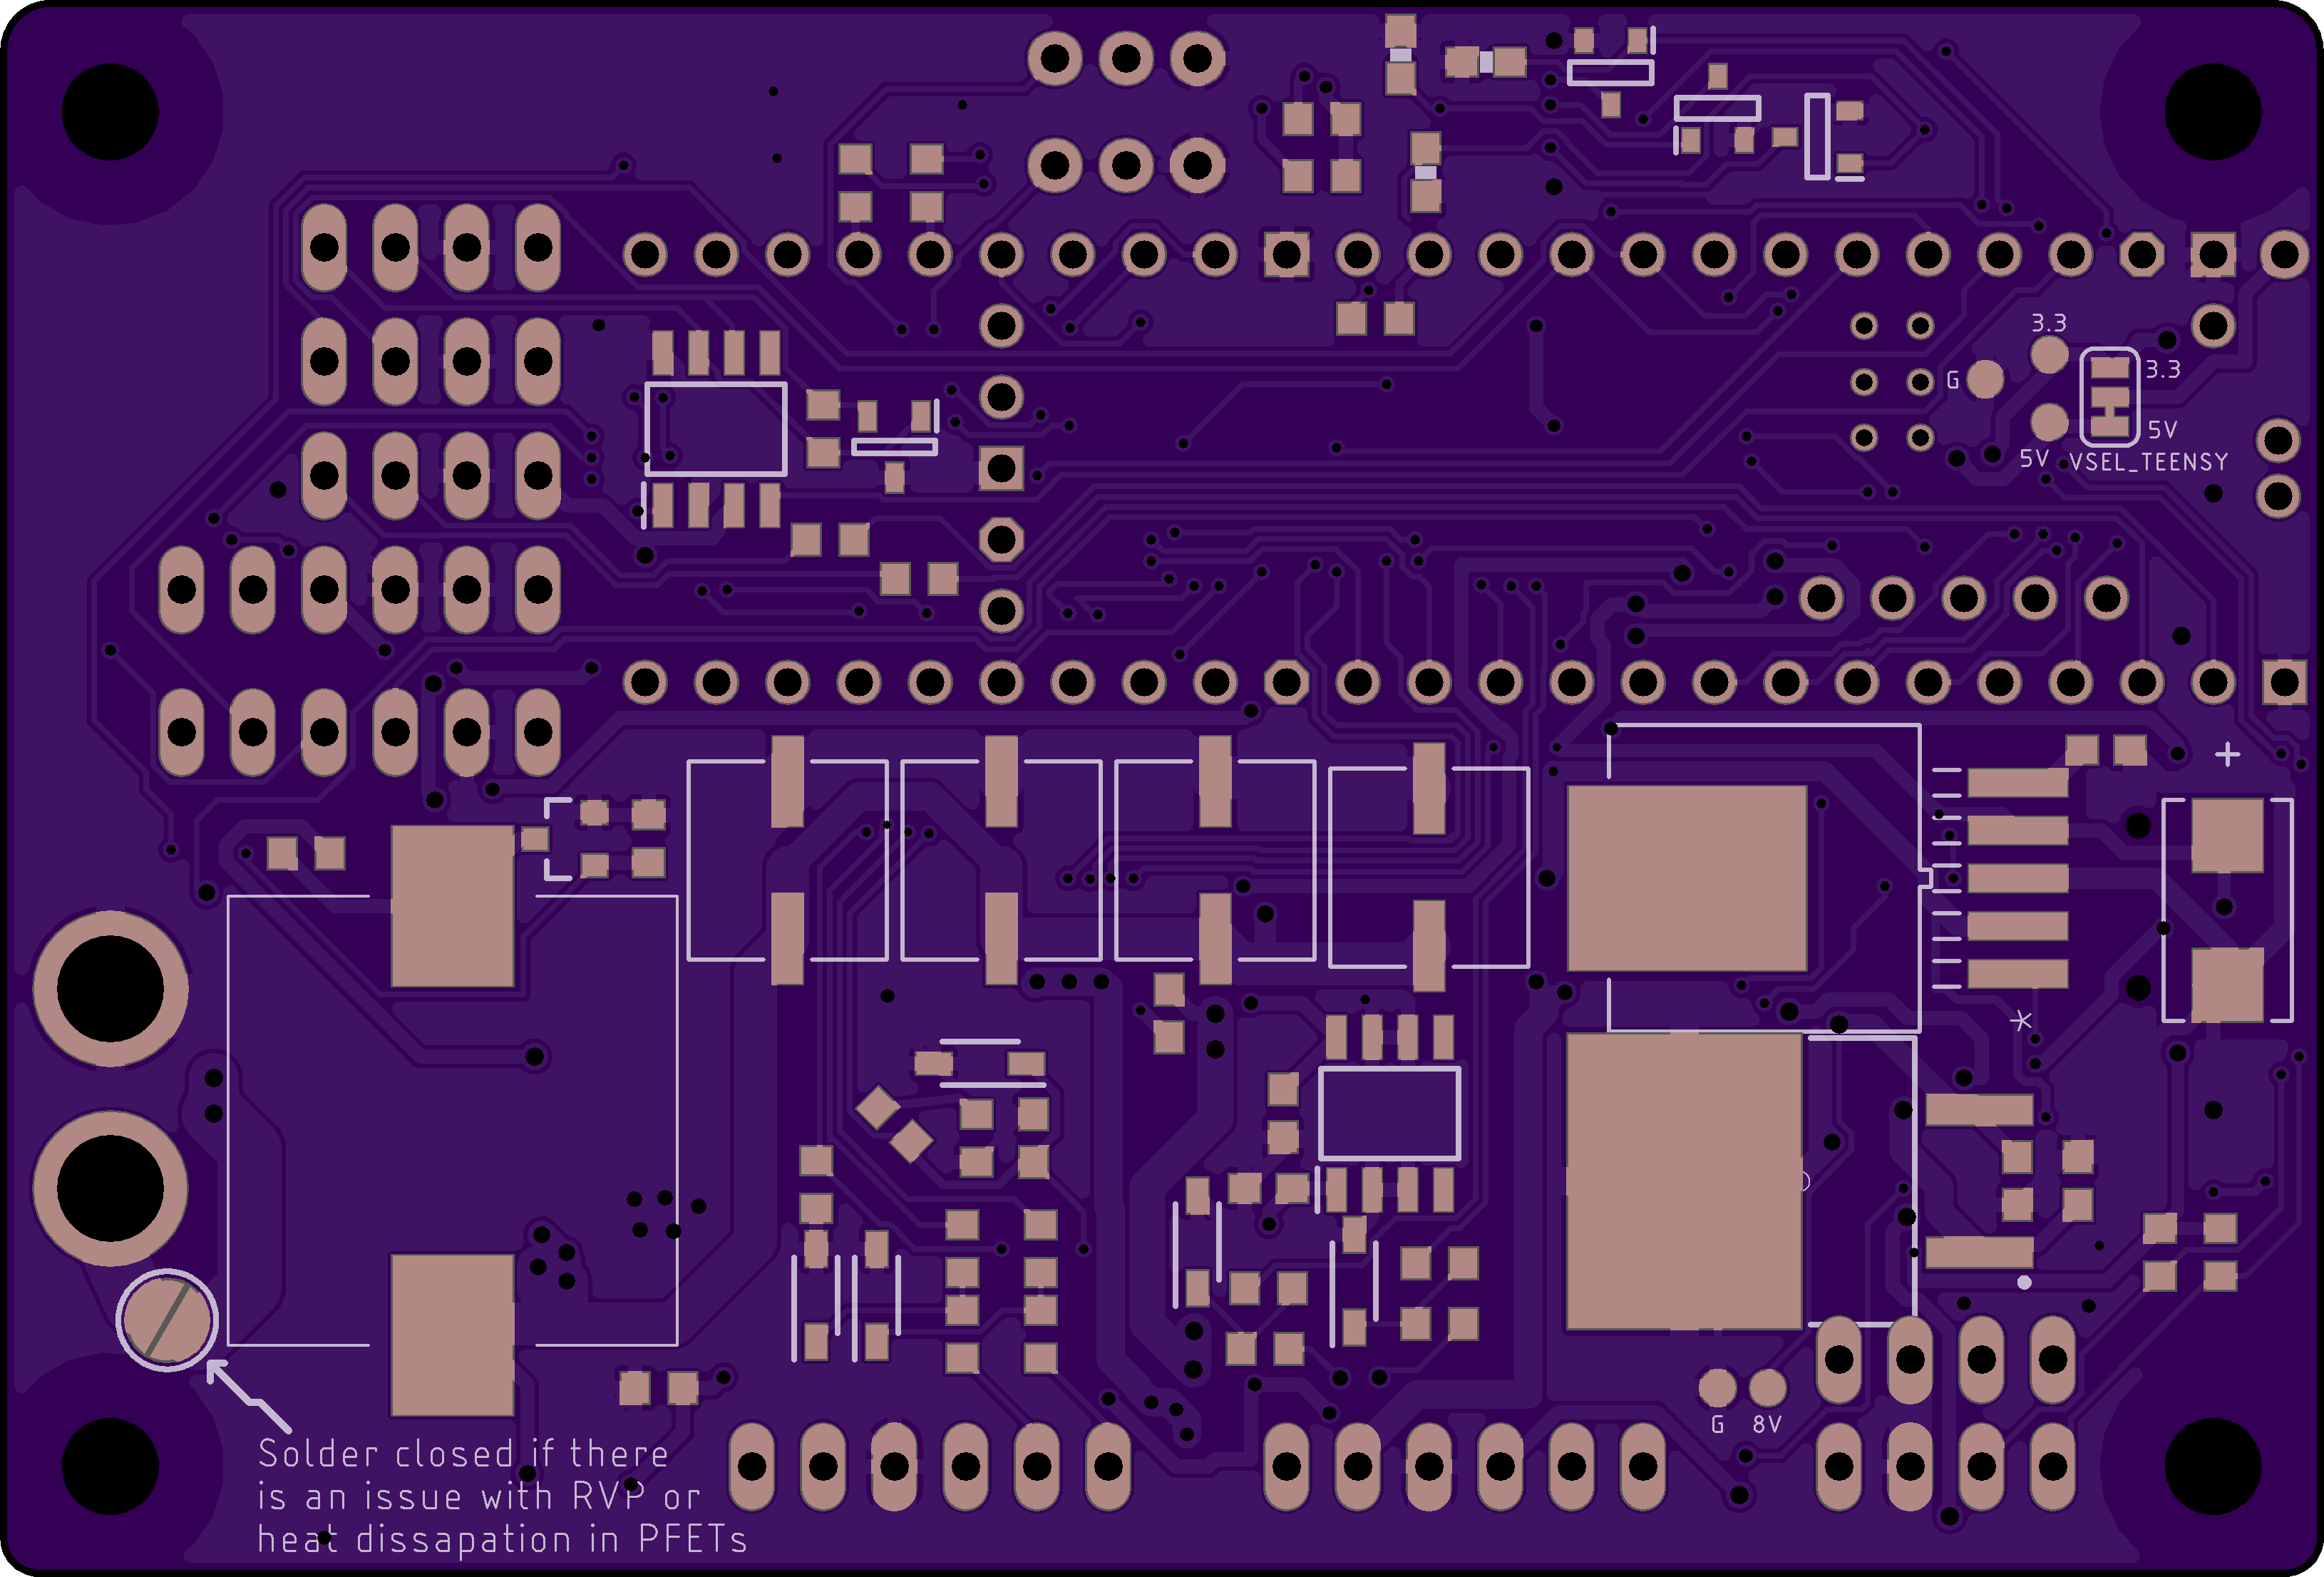 3.3
G
3.3
5V
5V
VSEL_TEENSY
+
*
G 8V
Solder closed if there
is an issue with RVP or
heat dissapation in PFETs